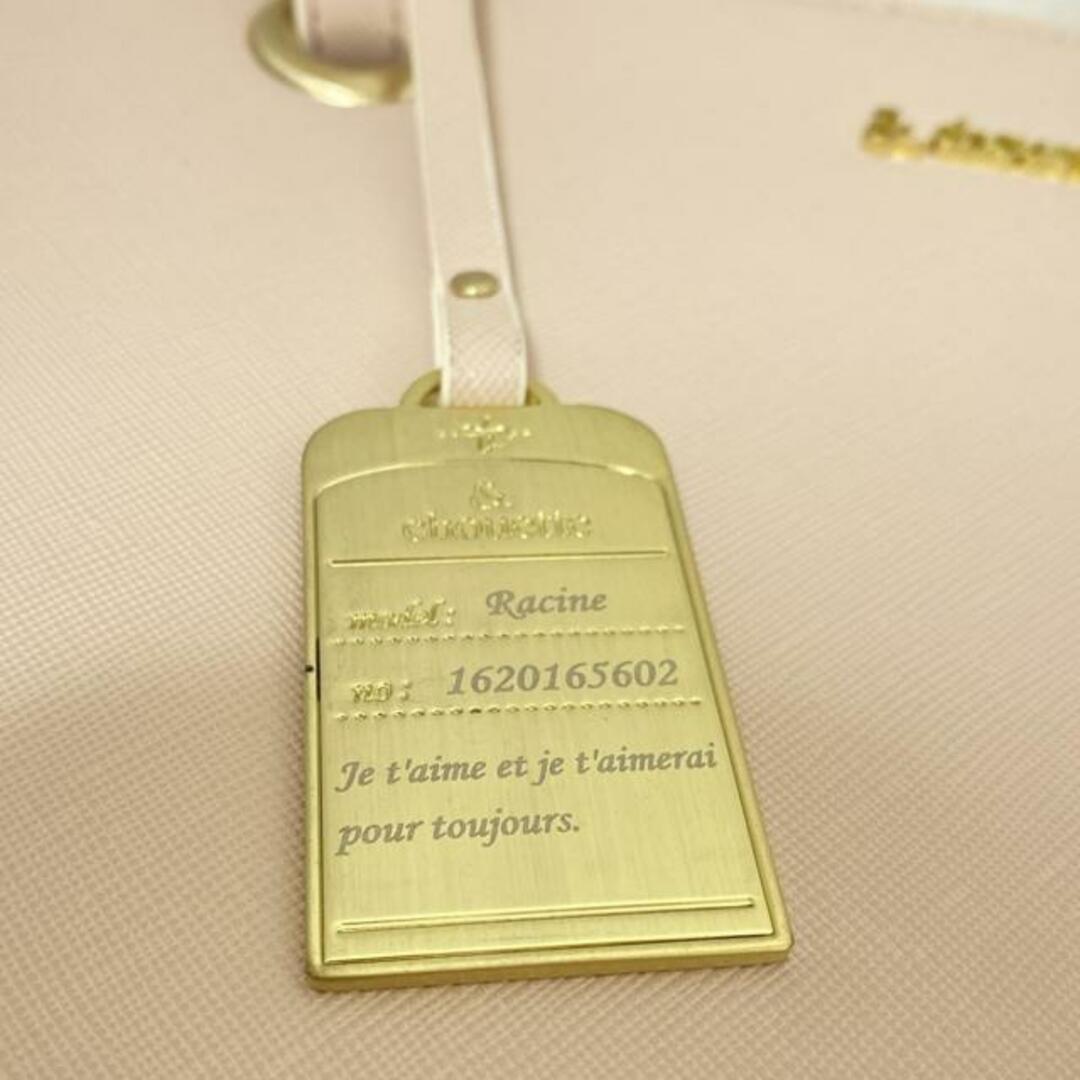 &
chouette
model: Racine
no: 1620165602
Je t'aime et je t'aimerai
pour toujours.